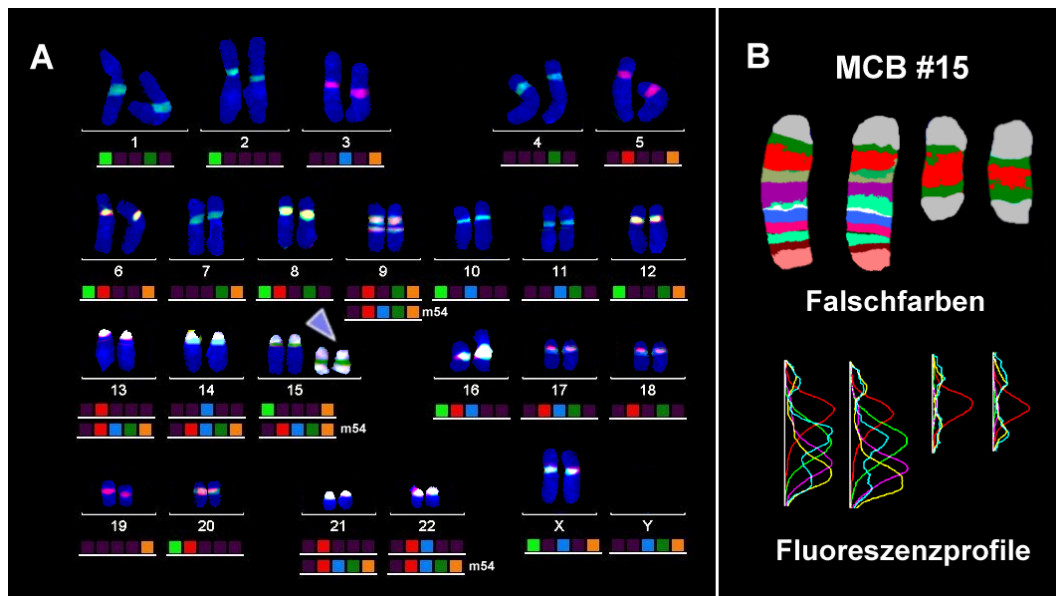 A
1 2 3 4 5
6 7 8 9 10 11 12
m54
13 14 15 16 17 18
m54
19 20 21 22 X Y
m54
B
MCB #15
Falschfarben
Fluoreszenzprofile